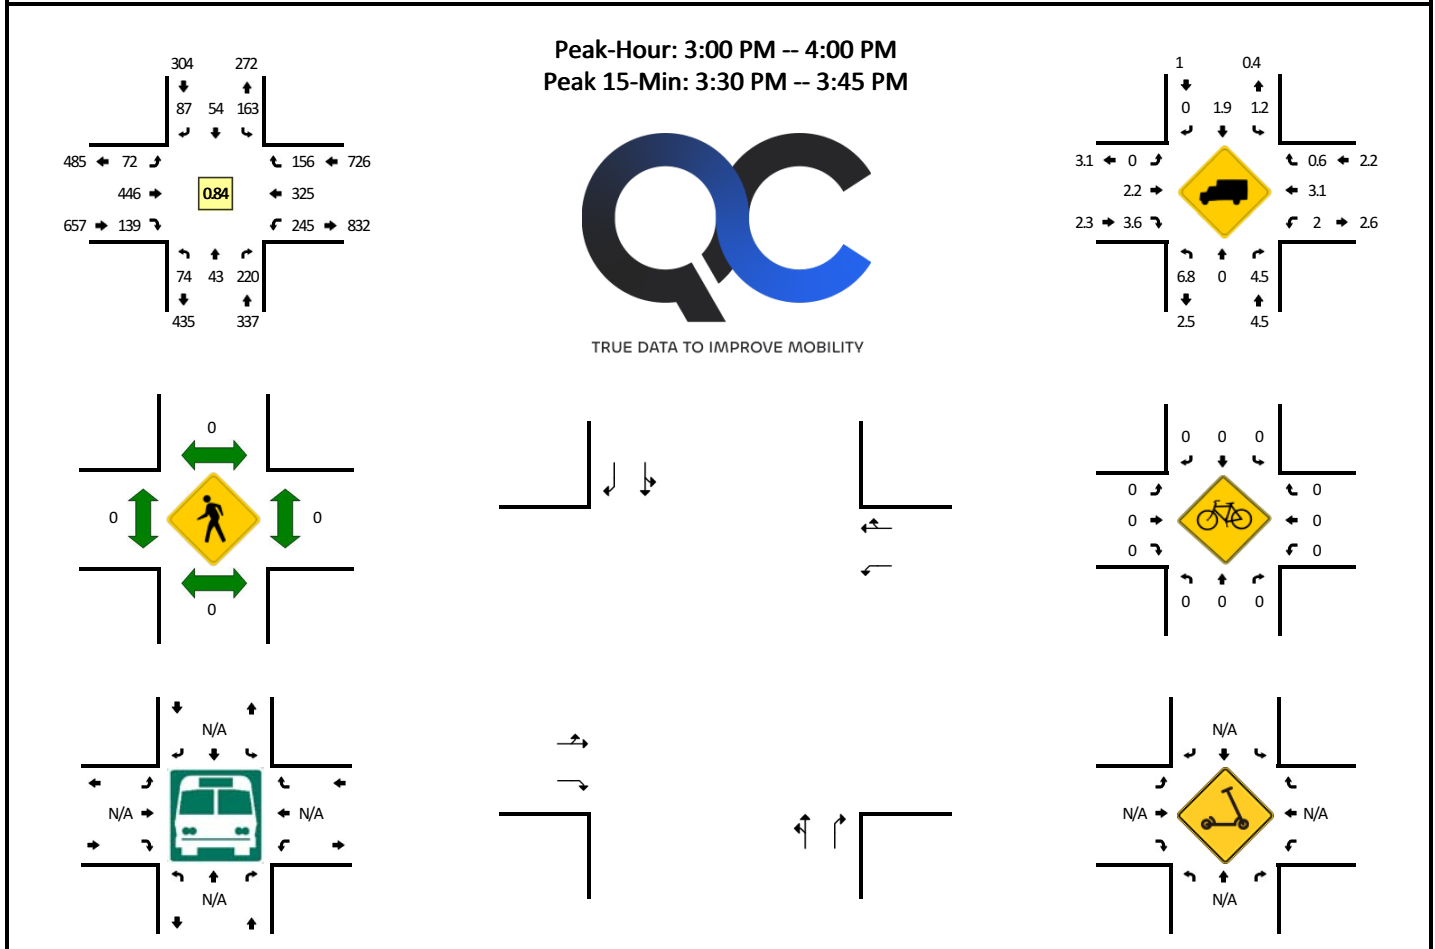 Peak-Hour: 3:00 PM -- 4:00 PM
Peak 15-Min: 3:30 PM -- 3:45 PM
304 272
87 54 163
485 72 156 726
446 0.84 325
657 139 245 832
74 43 220
435 337
QC
TRUE DATA TO IMPROVE MOBILITY
1 0.4
0 1.9 1.2
3.1 0 0.6 2.2
2.2 3.1
2.3 3.6 2 2.6
6.8 0 4.5
2.5 4.5
0
0 0
0
0 0 0
0 0
0 0
0 0
0 0 0
N/A
N/A N/A
N/A
N/A
N/A N/A
N/A